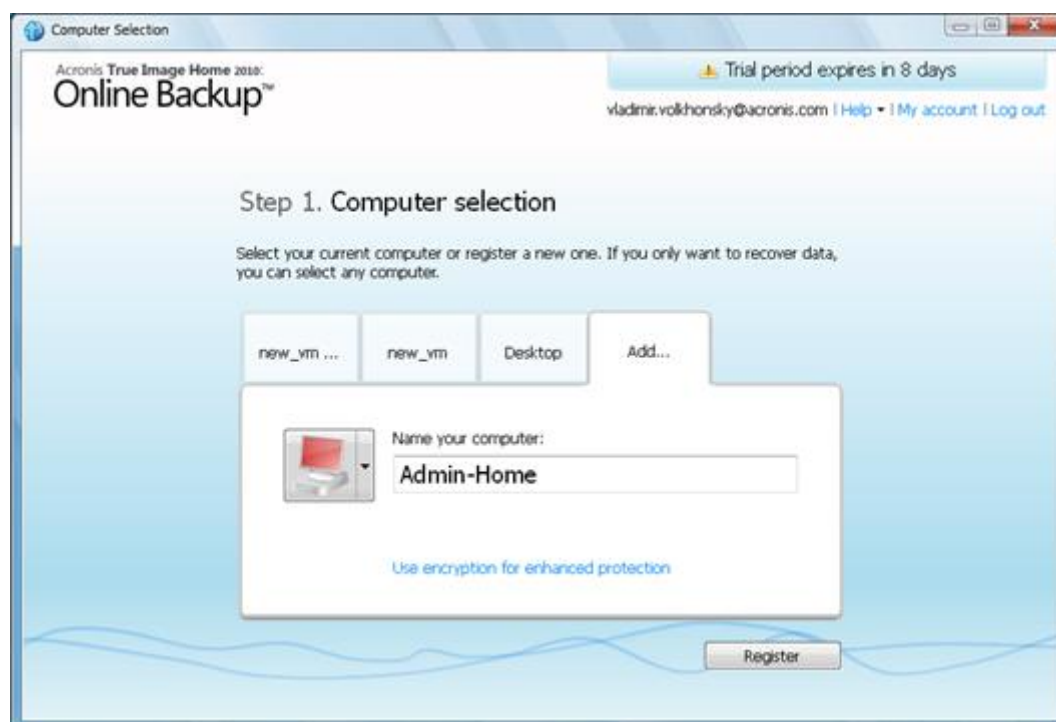 Computer Selection
Acronis True Image Home 2010:
Online Backup™
Trial period expires in 8 days
vladimir.volkhonsky@acronis.com | Help | My account | Log out
Step 1. Computer selection
Select your current computer or register a new one. If you only want to recover data,
you can select any computer.
new_vm ... new_vm Desktop Add...
Name your computer:
Admin-Home
Use encryption for enhanced protection
Register